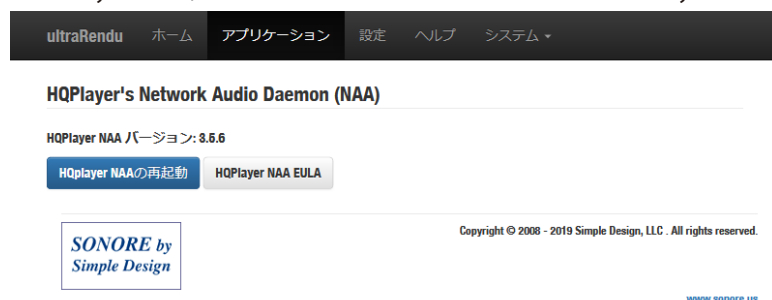 ultraRendu ホーム アプリケーション 設定 ヘルプ システム
HQPlayer's Network Audio Daemon (NAA)
HQPlayer NAA バージョン: 3.5.6
HQplayer NAAの再起動 HQPlayer NAA EULA
Copyright © 2008 - 2019 Simple Design, LLC . All rights reserved.
SONORE by
Simple Design
www.sonore.us